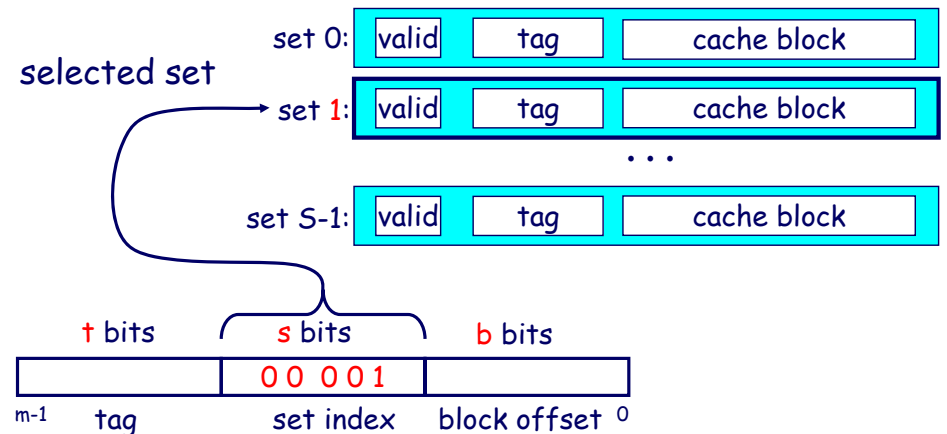 set 0: valid tag cache block
selected set
set 1: valid tag cache block
. . .
set S-1: valid tag cache block
t bits s bits b bits
0 0 0 0 1
m-1 tag set index block offset 0